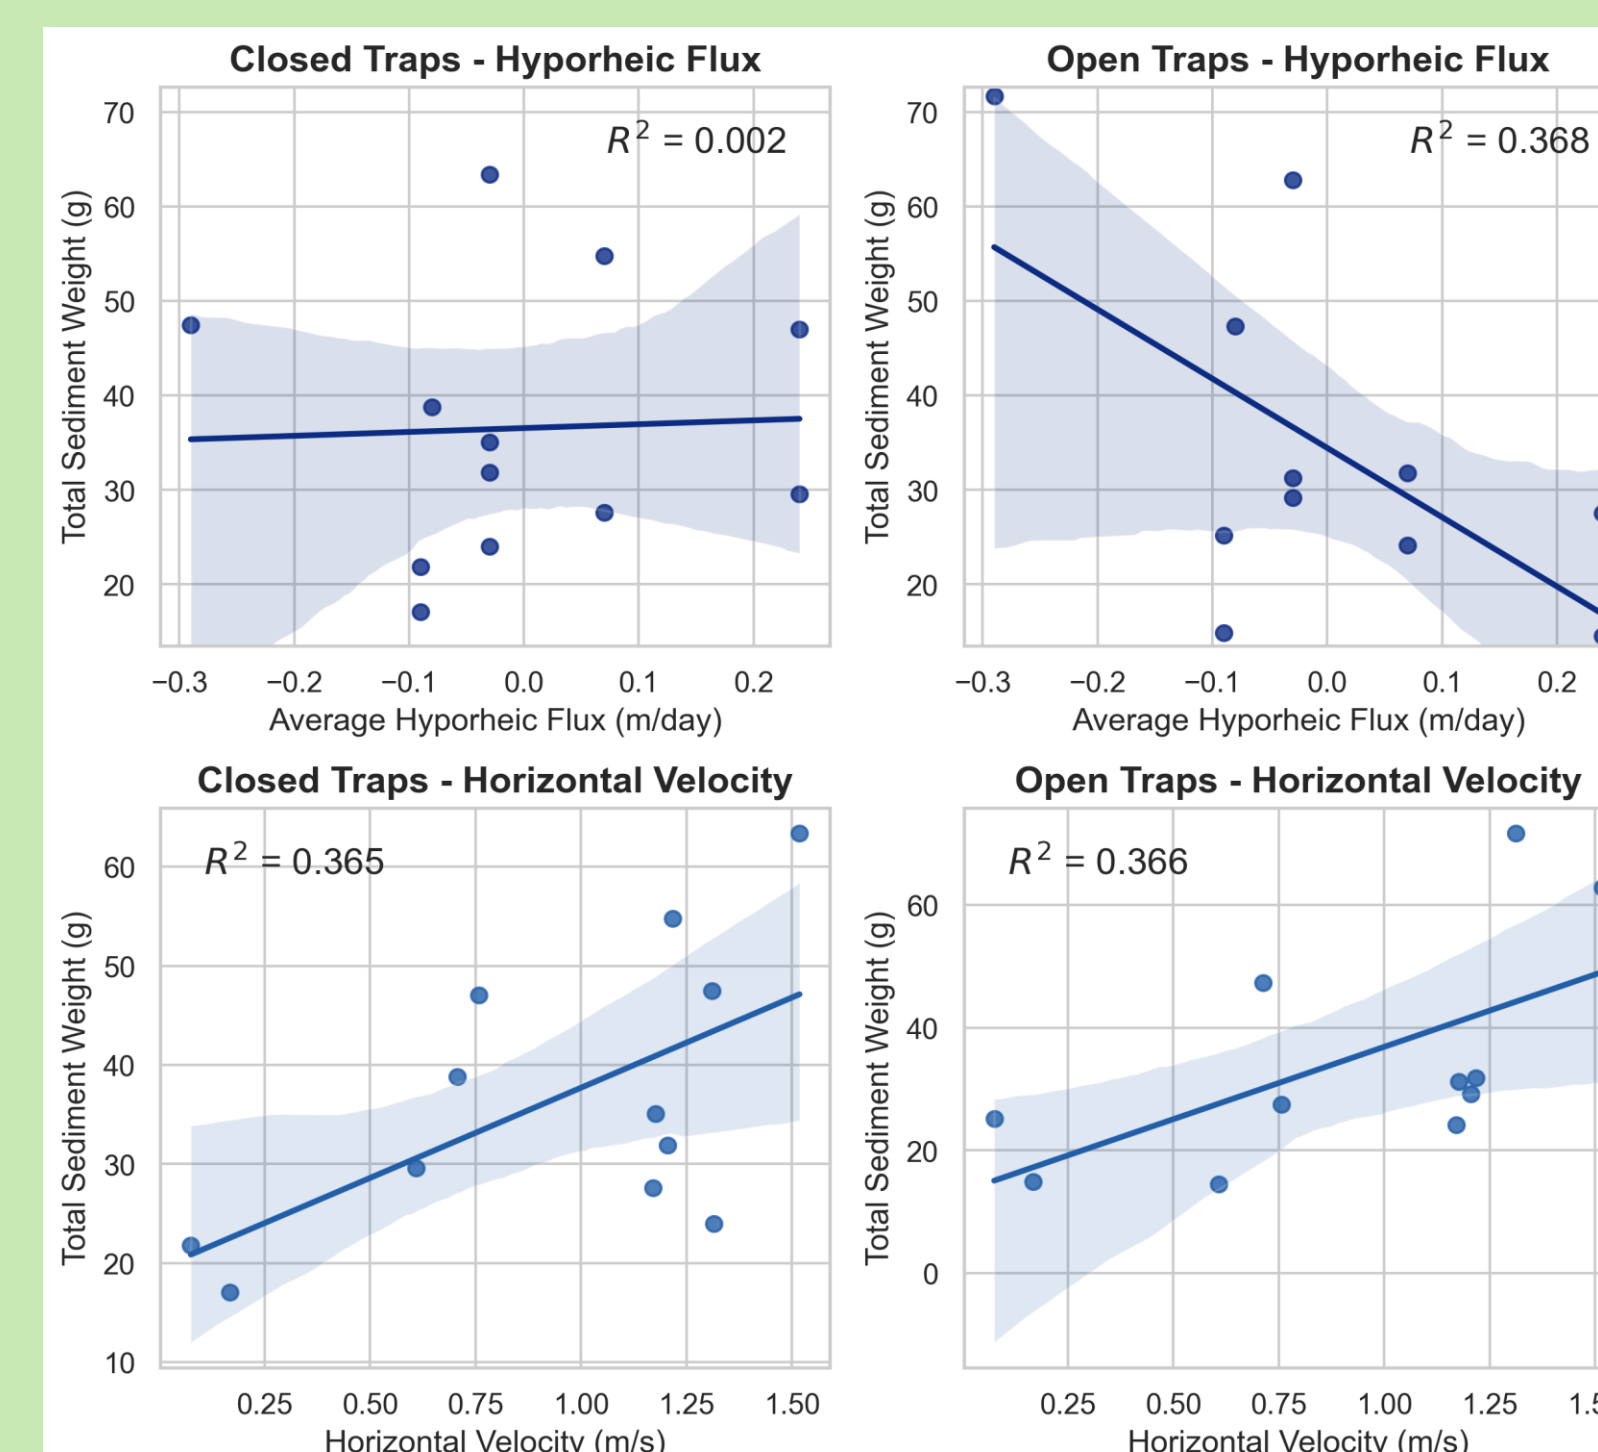 Closed Traps - Hyporheic Flux
R² = 0.002
Total Sediment Weight (g)
70
60
50
40
30
20
−0.3 −0.2 −0.1 0.0 0.1 0.2
Average Hyporheic Flux (m/day)
Open Traps - Hyporheic Flux
R² = 0.368
Total Sediment Weight (g)
70
60
50
40
30
20
−0.3 −0.2 −0.1 0.0 0.1 0.2
Average Hyporheic Flux (m/day)
Closed Traps - Horizontal Velocity
R² = 0.365
Total Sediment Weight (g)
60
50
40
30
20
10
0.25 0.50 0.75 1.00 1.25 1.50
Horizontal Velocity (m/s)
Open Traps - Horizontal Velocity
R² = 0.366
Total Sediment Weight (g)
60
40
20
0
0.25 0.50 0.75 1.00 1.25
Horizontal Velocity (m/s)